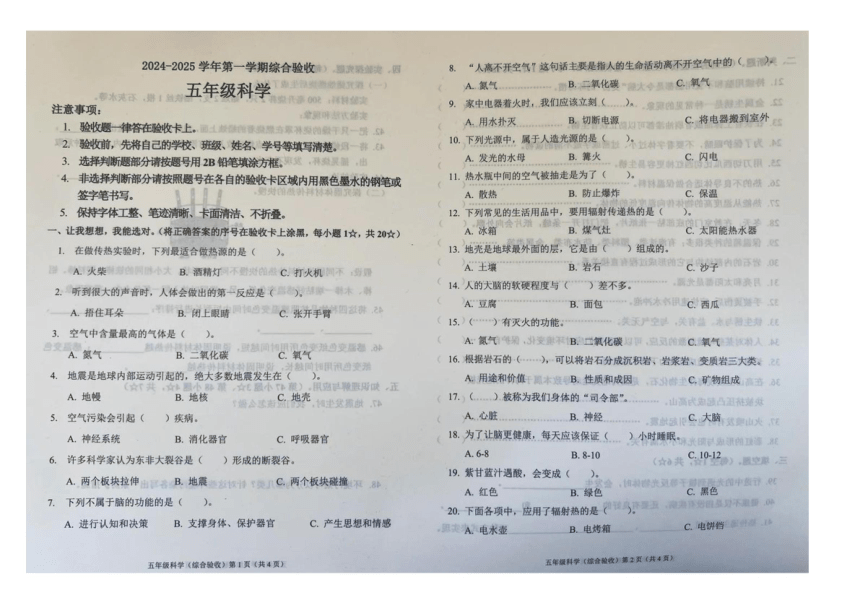 2024-2025 学年第一学期综合验收
五年级科学
注意事项：
1. 验收题一律答在验收卡上。
2. 验收前，先将自己的学校、班级、姓名、学号等填写清楚。
3. 选择判断题部分请按题号用 2B 铅笔填涂方框。
4. 非选择判断题部分请按照题号在各自的验收卡区域内用黑色墨水的钢笔或
签字笔书写。
5. 保持字体工整、笔迹清晰、卡面清洁、不折叠。
一、让我想想，我能选对。（将正确答案的序号在验收卡上涂黑，每小题 1☆，共 20☆）
1. 在做传热实验时，下列最适合做热源的是（ ）。
A. 火柴 B. 酒精灯 C. 打火机
2. 听到很大的声音时，人体会做出的第一反应是（ ）。
A. 捂住耳朵 B. 闭上眼睛 C. 张开手臂
3. 空气中含量最高的气体是（ ）。
A. 氮气 B. 二氧化碳 C. 氧气
4. 地震是地球内部运动引起的，绝大多数地震发生在（ ）。
A. 地幔 B. 地核 C. 地壳
5. 空气污染会引起（ ）疾病。
A. 神经系统 B. 消化器官 C. 呼吸器官
6. 许多科学家认为东非大裂谷是（ ）形成的断裂谷。
A. 两个板块拉伸 B. 地震 C. 两个板块碰撞
7. 下列不属于脑的功能的是（ ）。
A. 进行认知和决策 B. 支撑身体、保护器官 C. 产生思想和情感
五年级科学（综合验收）第 1 页（共 4 页）
8. “人离不开空气”这句话主要是指人的生命活动离不开空气中的（ ）。
A. 氮气 B. 二氧化碳 C. 氧气
9. 家中电器着火时，我们应该立刻（ ）。
A. 用水扑灭 B. 切断电源 C. 将电器搬到室外
10. 下列光源中，属于人造光源的是（ ）。
A. 发光的水母 B. 篝火 C. 闪电
11. 热水瓶中间的空气被抽走是为了（ ）。
A. 散热 B. 防止爆炸 C. 保温
12. 下列常见的生活用品中，要用辐射传递热的是（ ）。
A. 冰箱 B. 煤气灶 C. 太阳能热水器
13. 地壳是地球最外面的层，它是由（ ）组成的。
A. 土壤 B. 岩石 C. 沙子
14. 人的大脑的软硬程度与（ ）差不多。
A. 豆腐 B. 面包 C. 西瓜
15. （ ）有灭火的功能。
A. 氮气 B. 二氧化碳 C. 氧气
16. 根据岩石的（ ），可以将岩石分成沉积岩、岩浆岩、变质岩三大类。
A. 用途和价值 B. 性质和成因 C. 矿物组成
17. （ ）被称为我们身体的“司令部”。
A. 心脏 B. 神经 C. 大脑
18. 为了让脑更健康，每天应该保证（ ）小时睡眠。
A. 6-8 B. 8-10 C. 10-12
19. 紫甘蓝汁遇酸，会变成（ ）。
A. 红色 B. 绿色 C. 黑色
20. 下面各项中，应用了辐射热的是（ ）。
A. 电水壶 B. 电烤箱 C. 电饼铛
五年级科学（综合验收）第 2 页（共 4 页）